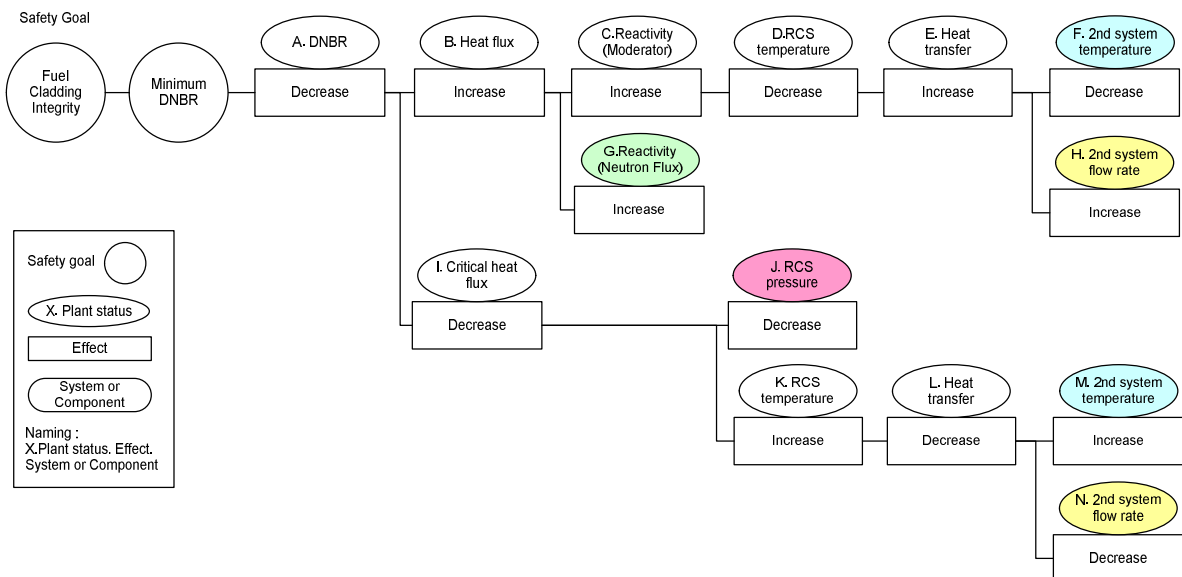 Safety Goal
Fuel
Cladding
Integrity
Minimum
DNBR
A. DNBR
Decrease
B. Heat flux
Increase
C.Reactivity
(Moderator)
Increase
D.RCS
temperature
Decrease
E. Heat
transfer
Increase
F. 2nd system
temperature
Decrease
G.Reactivity
(Neutron Flux)
Increase
H. 2nd system
flow rate
Increase
I. Critical heat
flux
Decrease
J. RCS
pressure
Decrease
K. RCS
temperature
Increase
L. Heat
transfer
Decrease
M. 2nd system
temperature
Increase
N. 2nd system
flow rate
Decrease
Safety goal
X. Plant status
Effect
System or
Component
Naming :
X.Plant status. Effect.
System or Component